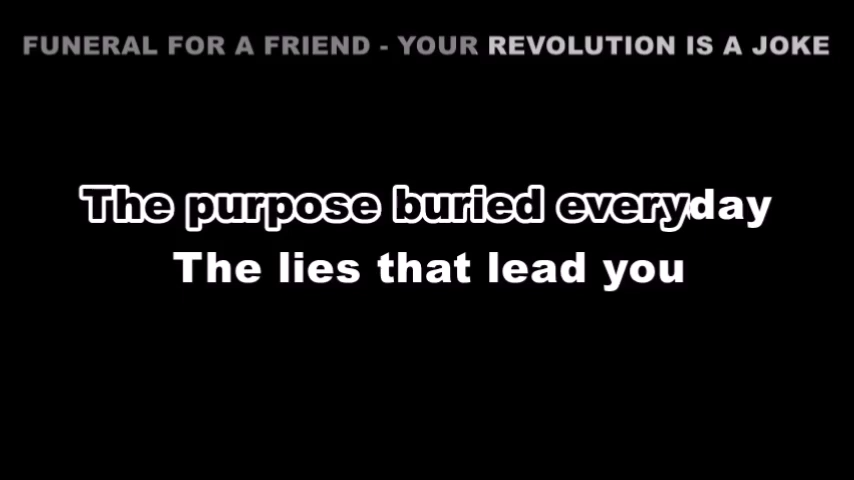 FUNERAL FOR A FRIEND - YOUR REVOLUTION IS A JOKE
The purpose buried everyday
The lies that lead you